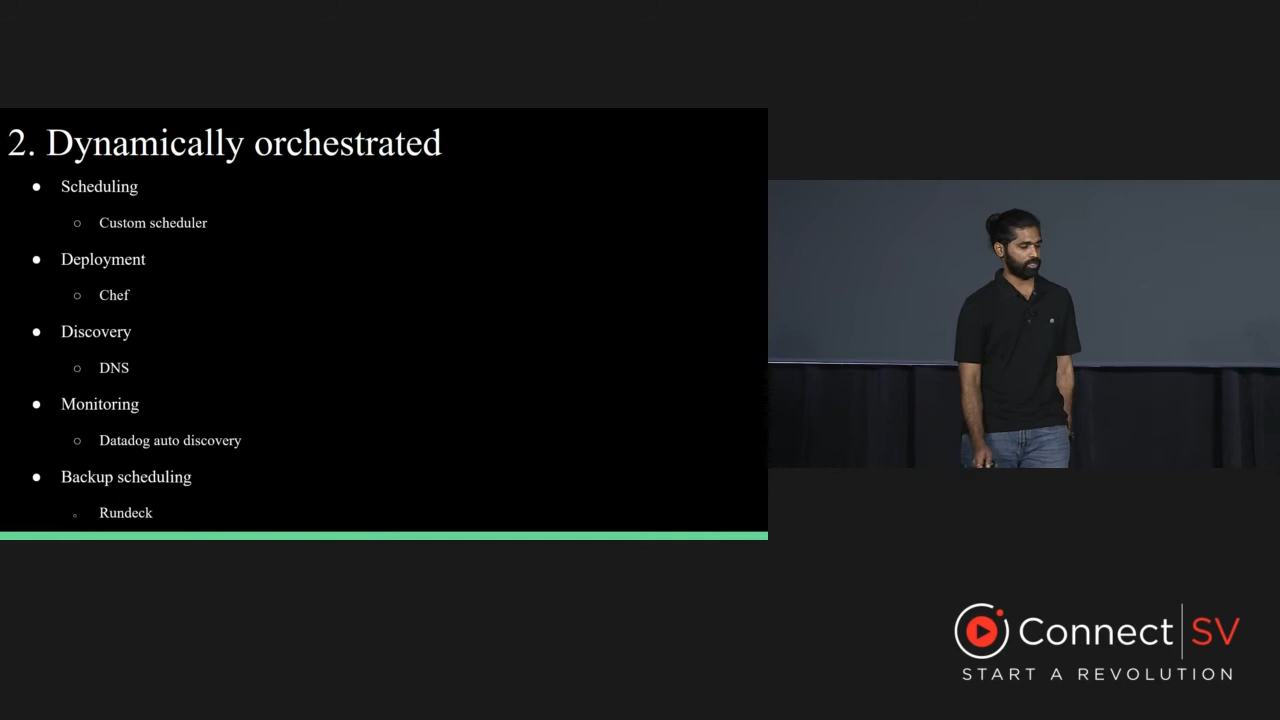 2. Dynamically orchestrated
● Scheduling
○ Custom scheduler
● Deployment
○ Chef
● Discovery
○ DNS
● Monitoring
○ Datadog auto discovery
● Backup scheduling
○ Rundeck
Connect SV
START A REVOLUTION